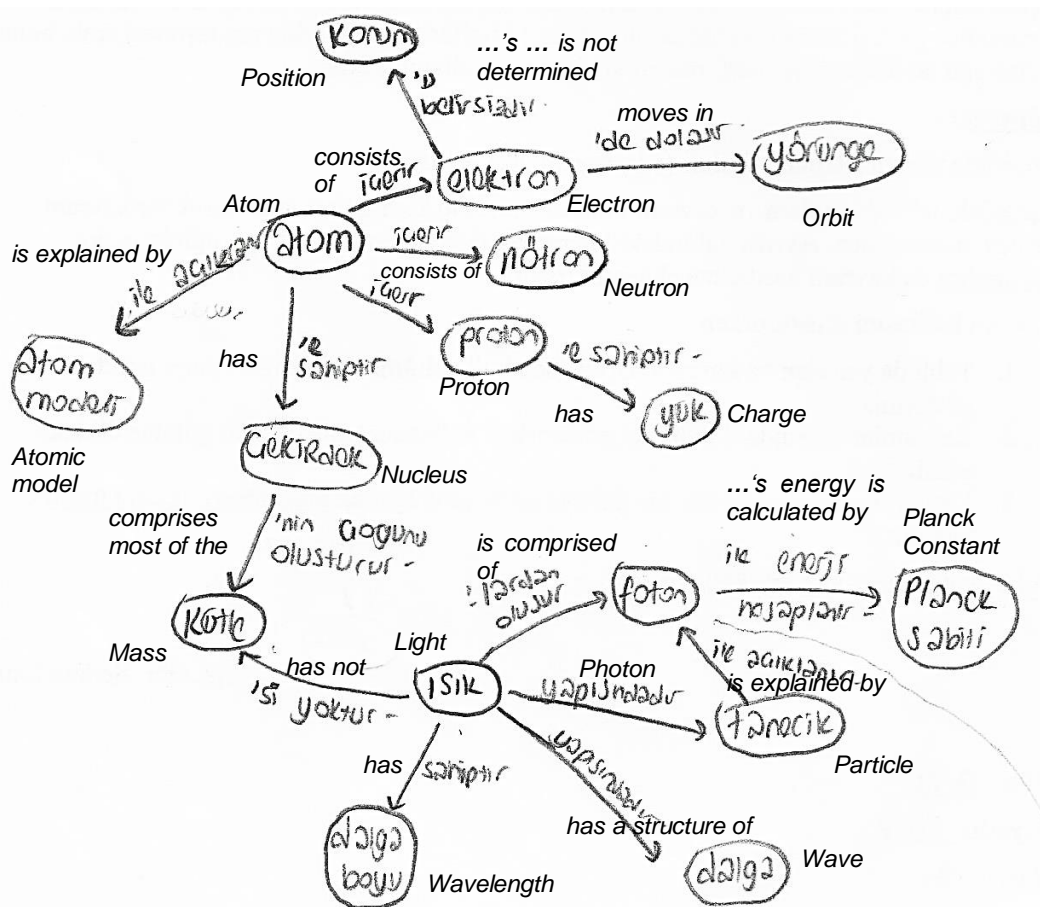 Konum
Position
...'s ... is not
determined
'u
belirsizdir.
moves in
'de dolanır
consists
of
içerir
elektron
Electron
yörünge
Orbit
Atom
atom
içerir
consists of
nötron
Neutron
is explained by
ile açıklanır
içerir
proton
Proton
has
'e
sahiptir
'e sahiptir -
has
yük
Charge
atom
modeli
Atomic
model
ÇEKİRDEK
Nucleus
comprises
most of the
'nin çoğunu
oluşturur -
...'s energy is
calculated by
Planck
Constant
is comprised
of
'lardan
oluşur
foton
ile enerji
hesaplanır -
Planck
sabiti
kütle
Mass
has not
'si yoktur -
Light
ışık
Photon
yapısındadır
ile açıklanır
is explained by
tanecik
Particle
has
sahiptir
yapısındadır
has a structure of
dalga
boyu
Wavelength
dalga
Wave